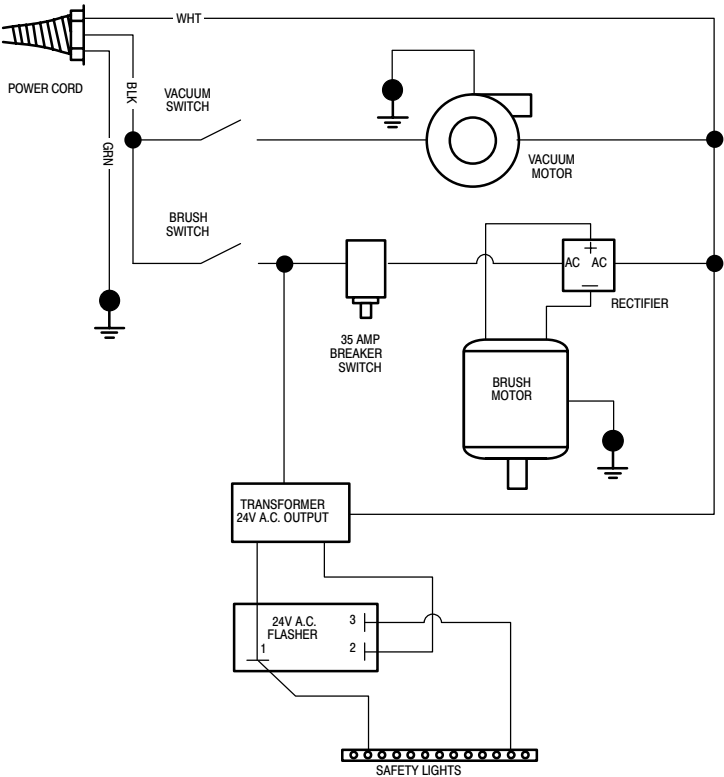 WHT
POWER CORD
BLK
VACUUM
SWITCH
GRN
VACUUM
MOTOR
BRUSH
SWITCH
+
AC AC
—
RECTIFIER
35 AMP
BREAKER
SWITCH
BRUSH
MOTOR
TRANSFORMER
24V A.C. OUTPUT
24V A.C.
FLASHER
3
1
2
SAFETY LIGHTS